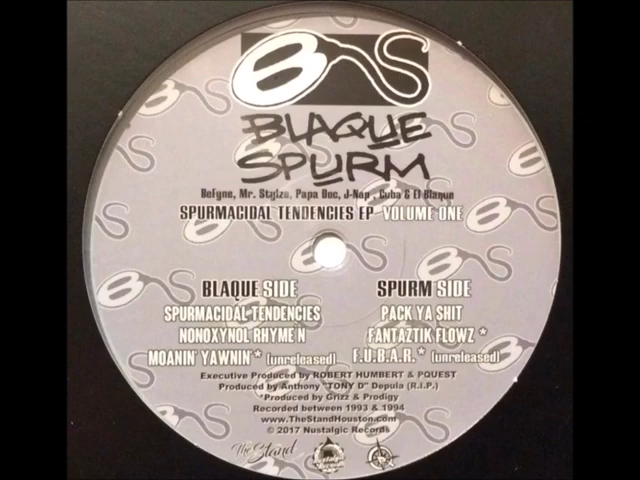 BS
BLAQUE
SPURM
BeFyne, Mr. Stylze, Papa Doc, J-Nap, Cuba & El Blaque
SPURMACIDAL TENDENCIES EP VOLUME ONE
BLAQUE SIDE
SPURMACIDAL TENDENCIES
NONOXYNOL RHYME N
MOANIN' YAWNIN'* (unreleased)
SPURM SIDE
PACK YA SHIT
FANTAZTIK FLOWZ *
F.U.B.A.R.* (unreleased)
Executive Produced by ROBERT HUMBERT & PQUEST
Produced by Anthony "TONY D" Depula (R.I.P.)
*Produced by Grizz & Prodigy
Recorded between 1993 & 1994
www.TheStandHouston.com
© 2017 Nustalgic Records
The Stand